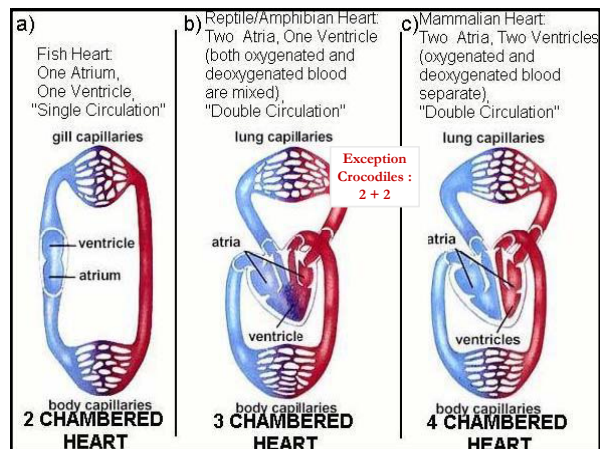 a)
Fish Heart:
One Atrium,
One Ventricle,
"Single Circulation"
gill capillaries
ventricle
atrium
body capillaries
2 CHAMBERED
HEART
b)
Reptile/Amphibian Heart:
Two Atria, One Ventricle
(both oxygenated and
deoxygenated blood
are mixed),
"Double Circulation"
lung capillaries
Exception
Crocodiles :
2 + 2
atria
ventricle
body capillaries
3 CHAMBERED
HEART
c)
Mammalian Heart:
Two Atria, Two Ventricles
(oxygenated and
deoxygenated blood
separate),
"Double Circulation"
lung capillaries
atria
ventricles
body capillaries
4 CHAMBERED
HEART